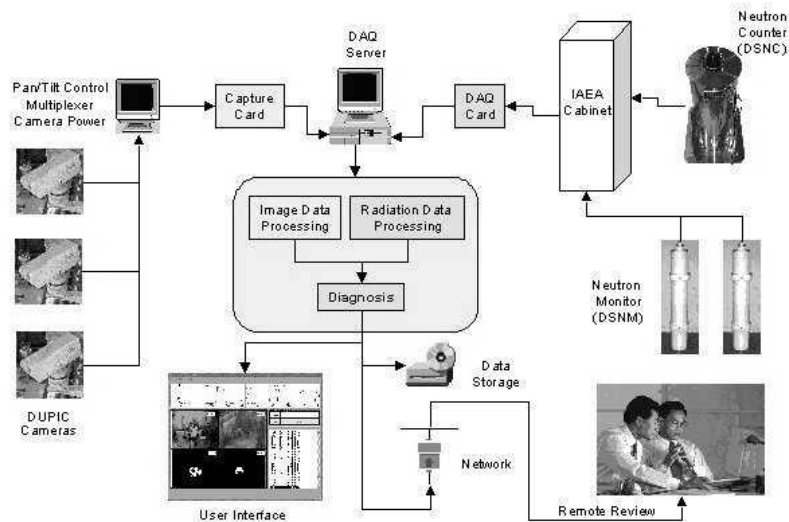 Neutron
Counter
(DSNC)
DAQ
Server
Pan/Tilt Control
Multiplexer
Camera Power
Capture
Card
DAQ
Card
IAEA
Cabinet
Image Data
Processing
Radiation Data
Processing
Diagnosis
Neutron
Monitor
(DSNM)
Data
Storage
DUPIC
Cameras
Network
User Interface
Remote Review